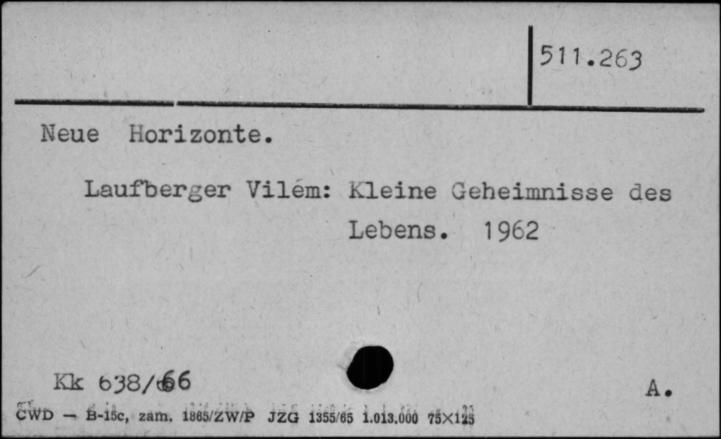 511.263
Neue Horizonte.
Laufberger Vilém: Kleine Geheimnisse des
Lebens. 1962
Kk 638/66
A.
CWD — B-15c, zam. 1865/ZW/P JZG 1355/65 1.013.000 75×125